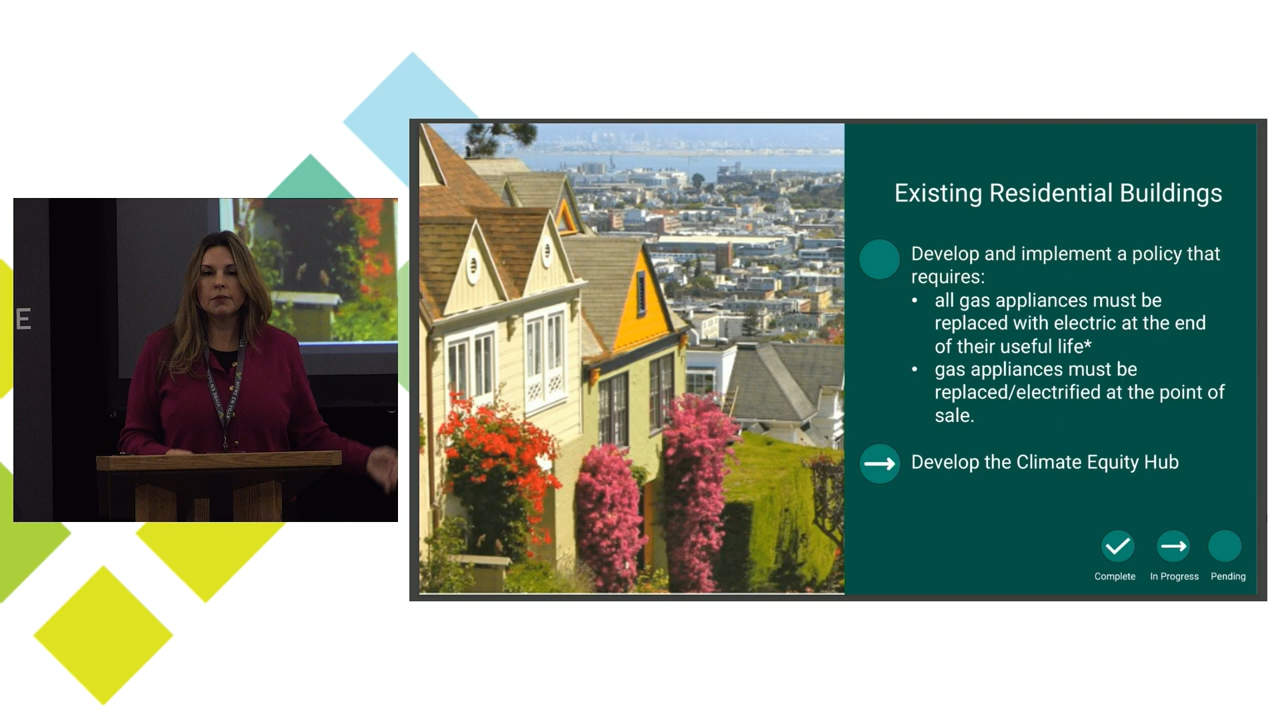 E
Existing Residential Buildings
Develop and implement a policy that
requires:
• all gas appliances must be
replaced with electric at the end
of their useful life*
• gas appliances must be
replaced/electrified at the point of
sale.
Develop the Climate Equity Hub
Complete
In Progress
Pending